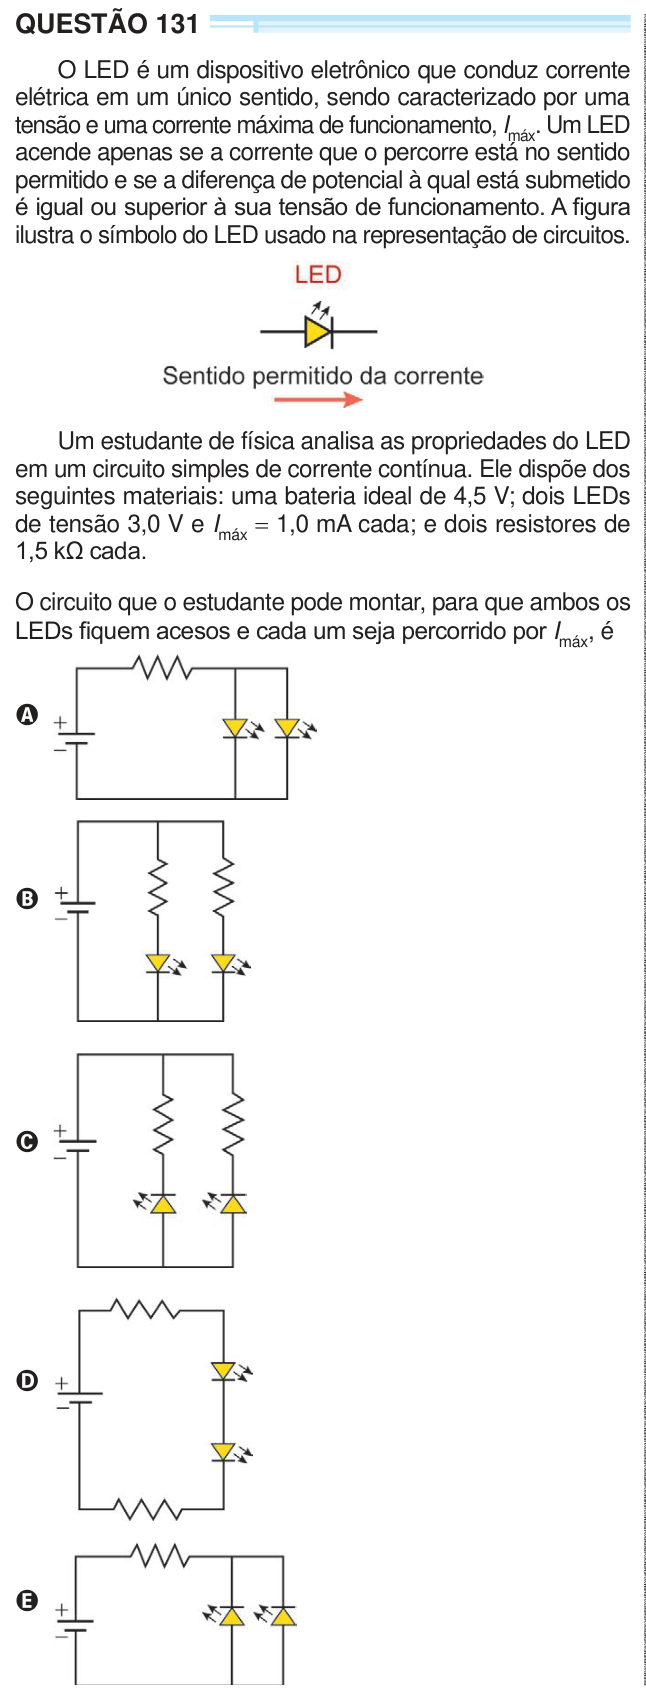 QUESTÃO 131
O LED é um dispositivo eletrônico que conduz corrente
elétrica em um único sentido, sendo caracterizado por uma
tensão e uma corrente máxima de funcionamento, Imáx. Um LED
acende apenas se a corrente que o percorre está no sentido
permitido e se a diferença de potencial à qual está submetido
é igual ou superior à sua tensão de funcionamento. A figura
ilustra o símbolo do LED usado na representação de circuitos.
LED
Sentido permitido da corrente
Um estudante de física analisa as propriedades do LED
em um circuito simples de corrente contínua. Ele dispõe dos
seguintes materiais: uma bateria ideal de 4,5 V; dois LEDs
de tensão 3,0 V e Imáx = 1,0 mA cada; e dois resistores de
1,5 kΩ cada.
O circuito que o estudante pode montar, para que ambos os
LEDs fiquem acesos e cada um seja percorrido por Imáx, é
A
+
−
B
+
−
C
+
−
D
+
−
E
+
−